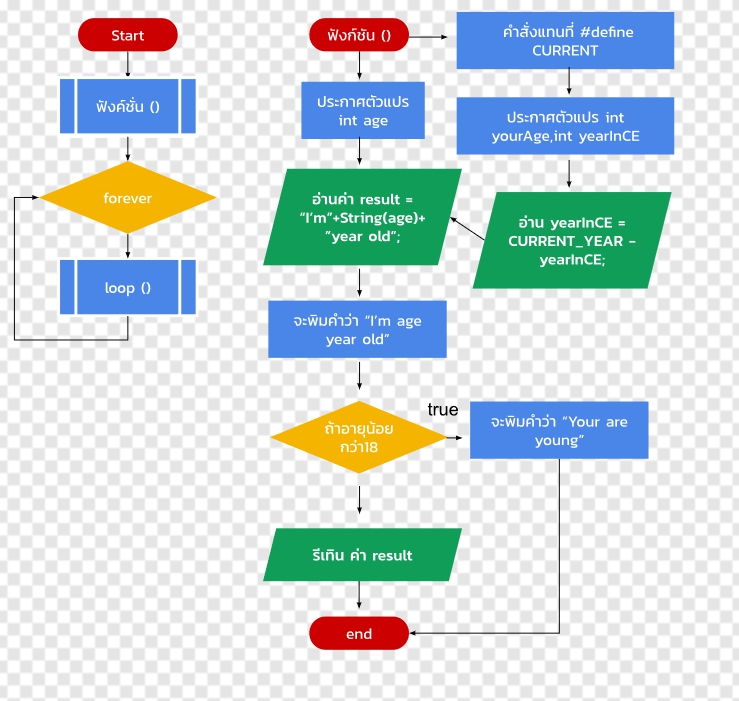 Start
ฟังค์ชั่น ()
forever
loop ()
ฟังก์ชัน ()
คำสั่งแทนที่ #define
CURRENT
ประกาศตัวแปร
int age
ประกาศตัวแปร int
yourAge,int yearInCE
อ่านค่า result =
“I’m”+String(age)+
”year old”;
อ่าน yearInCE =
CURRENT_YEAR -
yearInCE;
จะพิมคำว่า “I’m age
year old”
true
ถ้าอายุน้อย
กว่า18
จะพิมคำว่า “Your are
young”
รีเทิน ค่า result
end